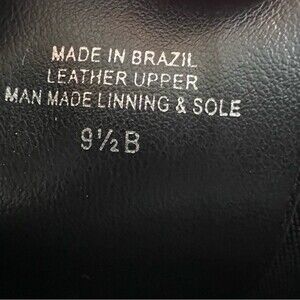 MADE IN BRAZIL
LEATHER UPPER
MAN MADE LINNING & SOLE
9½B